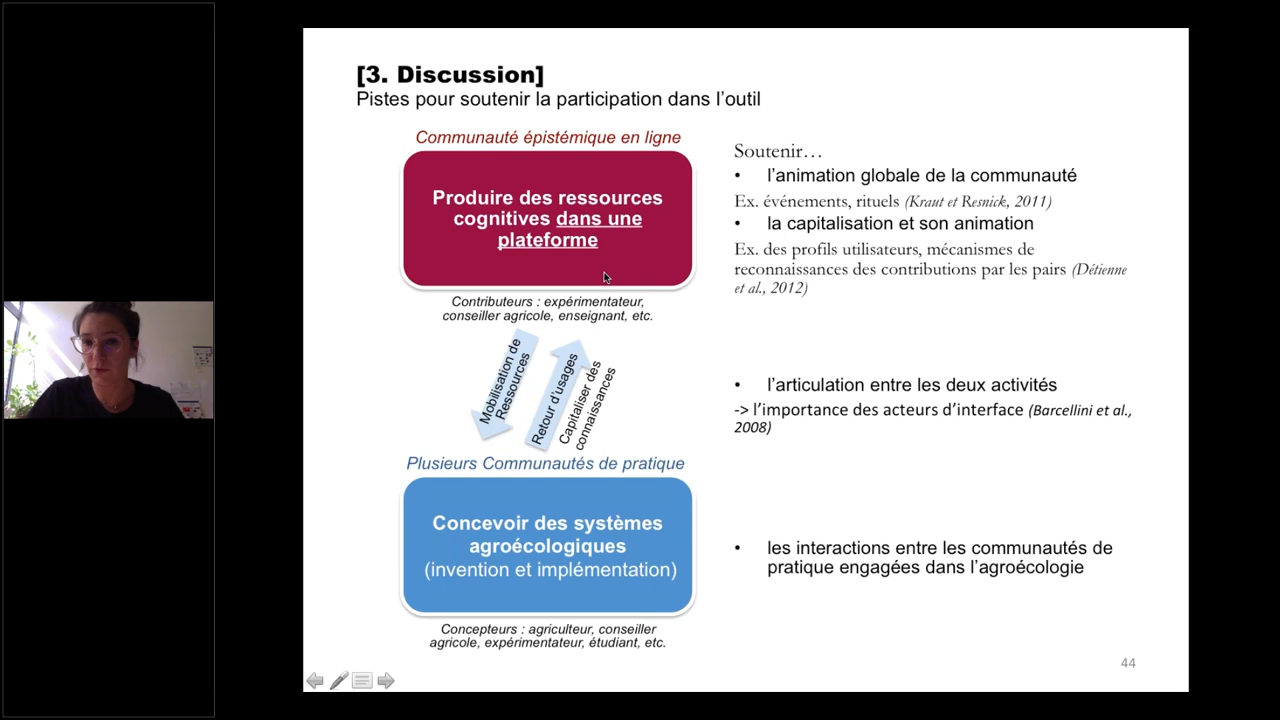 [3. Discussion]
Pistes pour soutenir la participation dans l'outil
Communauté épistémique en ligne
Produire des ressources
cognitives dans une
plateforme
Contributeurs : expérimentateur,
conseiller agricole, enseignant, etc.
Mobilisation de
Ressources
Retour d'usages
Capitaliser des
connaissances
Plusieurs Communautés de pratique
Concevoir des systèmes
agroécologiques
(invention et implémentation)
Concepteurs : agriculteur, conseiller
agricole, expérimentateur, étudiant, etc.
Soutenir…
• l'animation globale de la communauté
Ex. événements, rituels (Kraut et Resnick, 2011)
• la capitalisation et son animation
Ex. des profils utilisateurs, mécanismes de
reconnaissances des contributions par les pairs (Détienne
et al., 2012)
• l'articulation entre les deux activités
-> l'importance des acteurs d'interface (Barcellini et al.,
2008)
• les interactions entre les communautés de
pratique engagées dans l'agroécologie
44